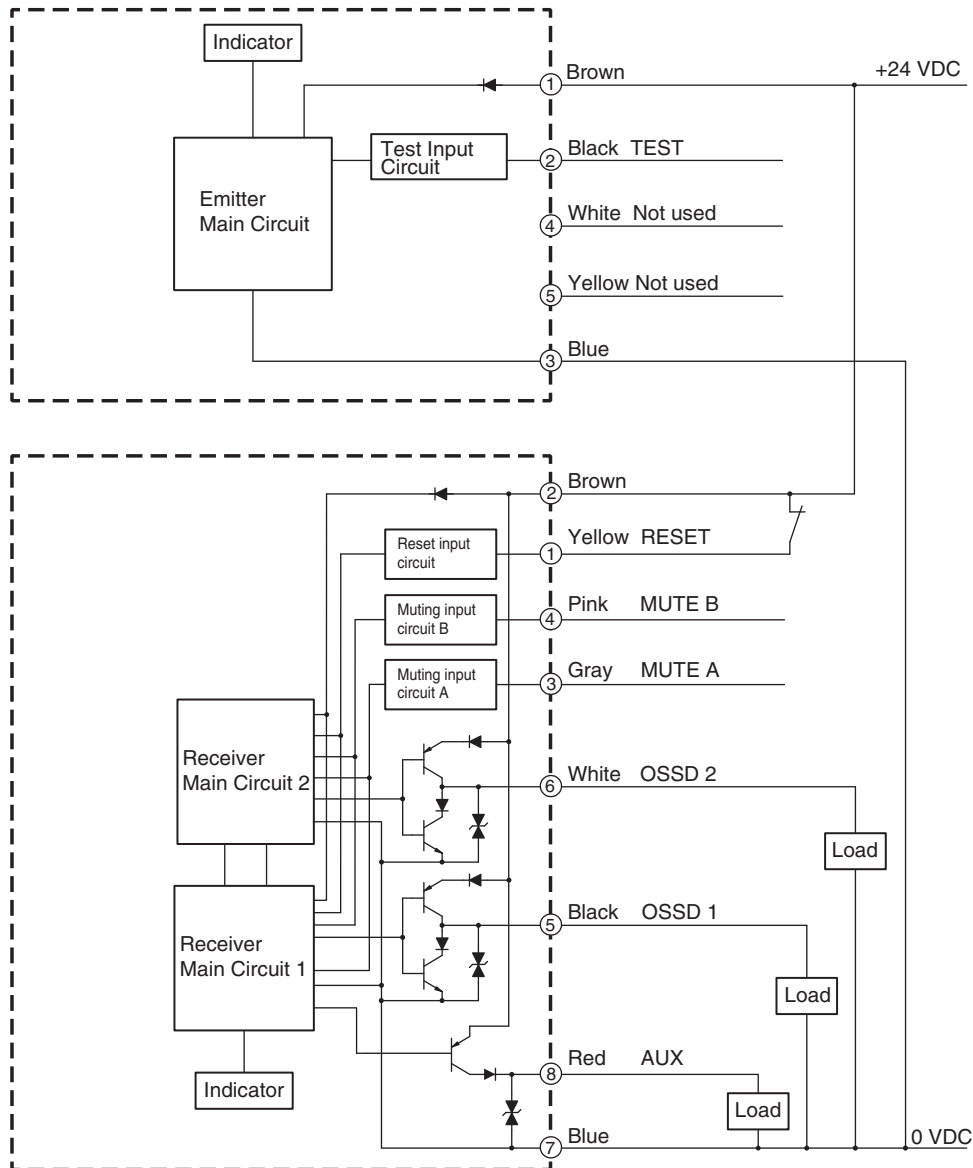 Indicator
① Brown
+24 VDC
Test Input
Circuit
② Black TEST
Emitter
Main Circuit
④ White Not used
⑤ Yellow Not used
③ Blue
② Brown
Reset input
circuit
① Yellow RESET
Muting input
circuit B
④ Pink MUTE B
Muting input
circuit A
③ Gray MUTE A
Receiver
Main Circuit 2
⑥ White OSSD 2
Load
Receiver
Main Circuit 1
⑤ Black OSSD 1
Load
⑧ Red AUX
Indicator
Load
⑦ Blue
0 VDC